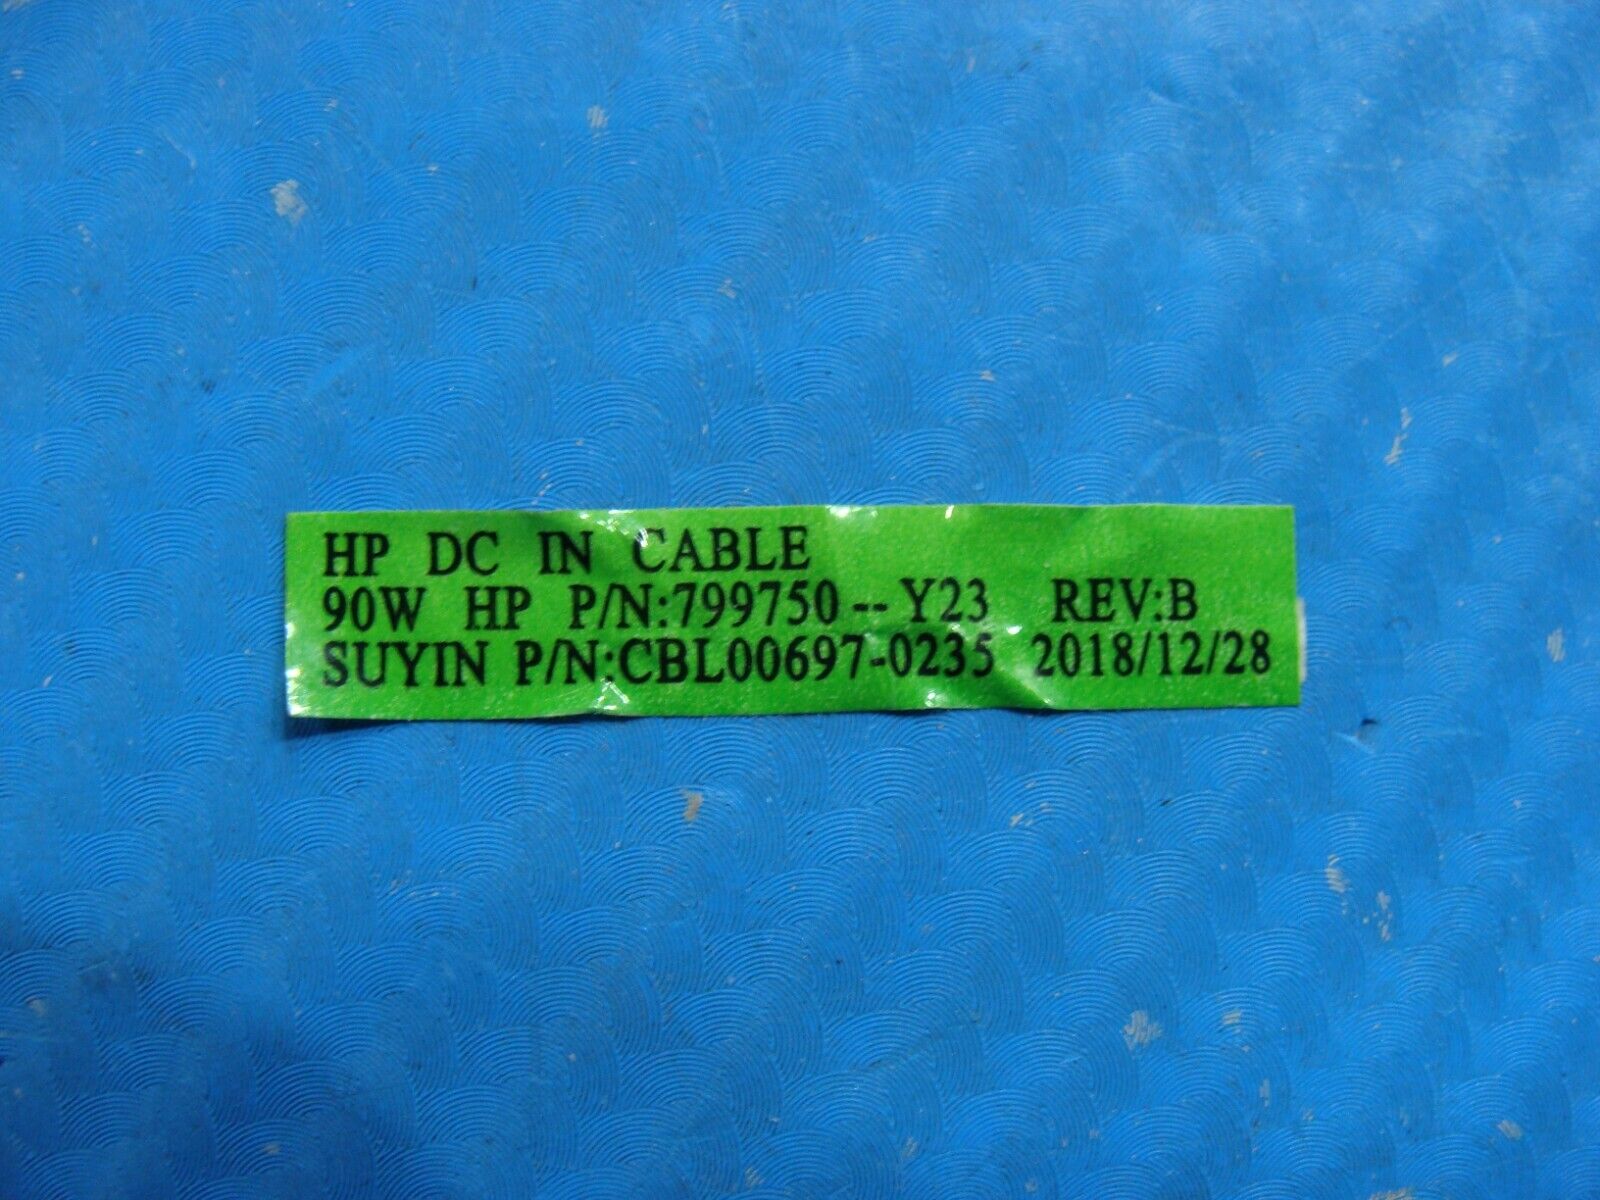 HP DC IN CABLE
90W HP P/N:799750--Y23 REV:B
SUYIN P/N:CBL00697-0235 2018/12/28